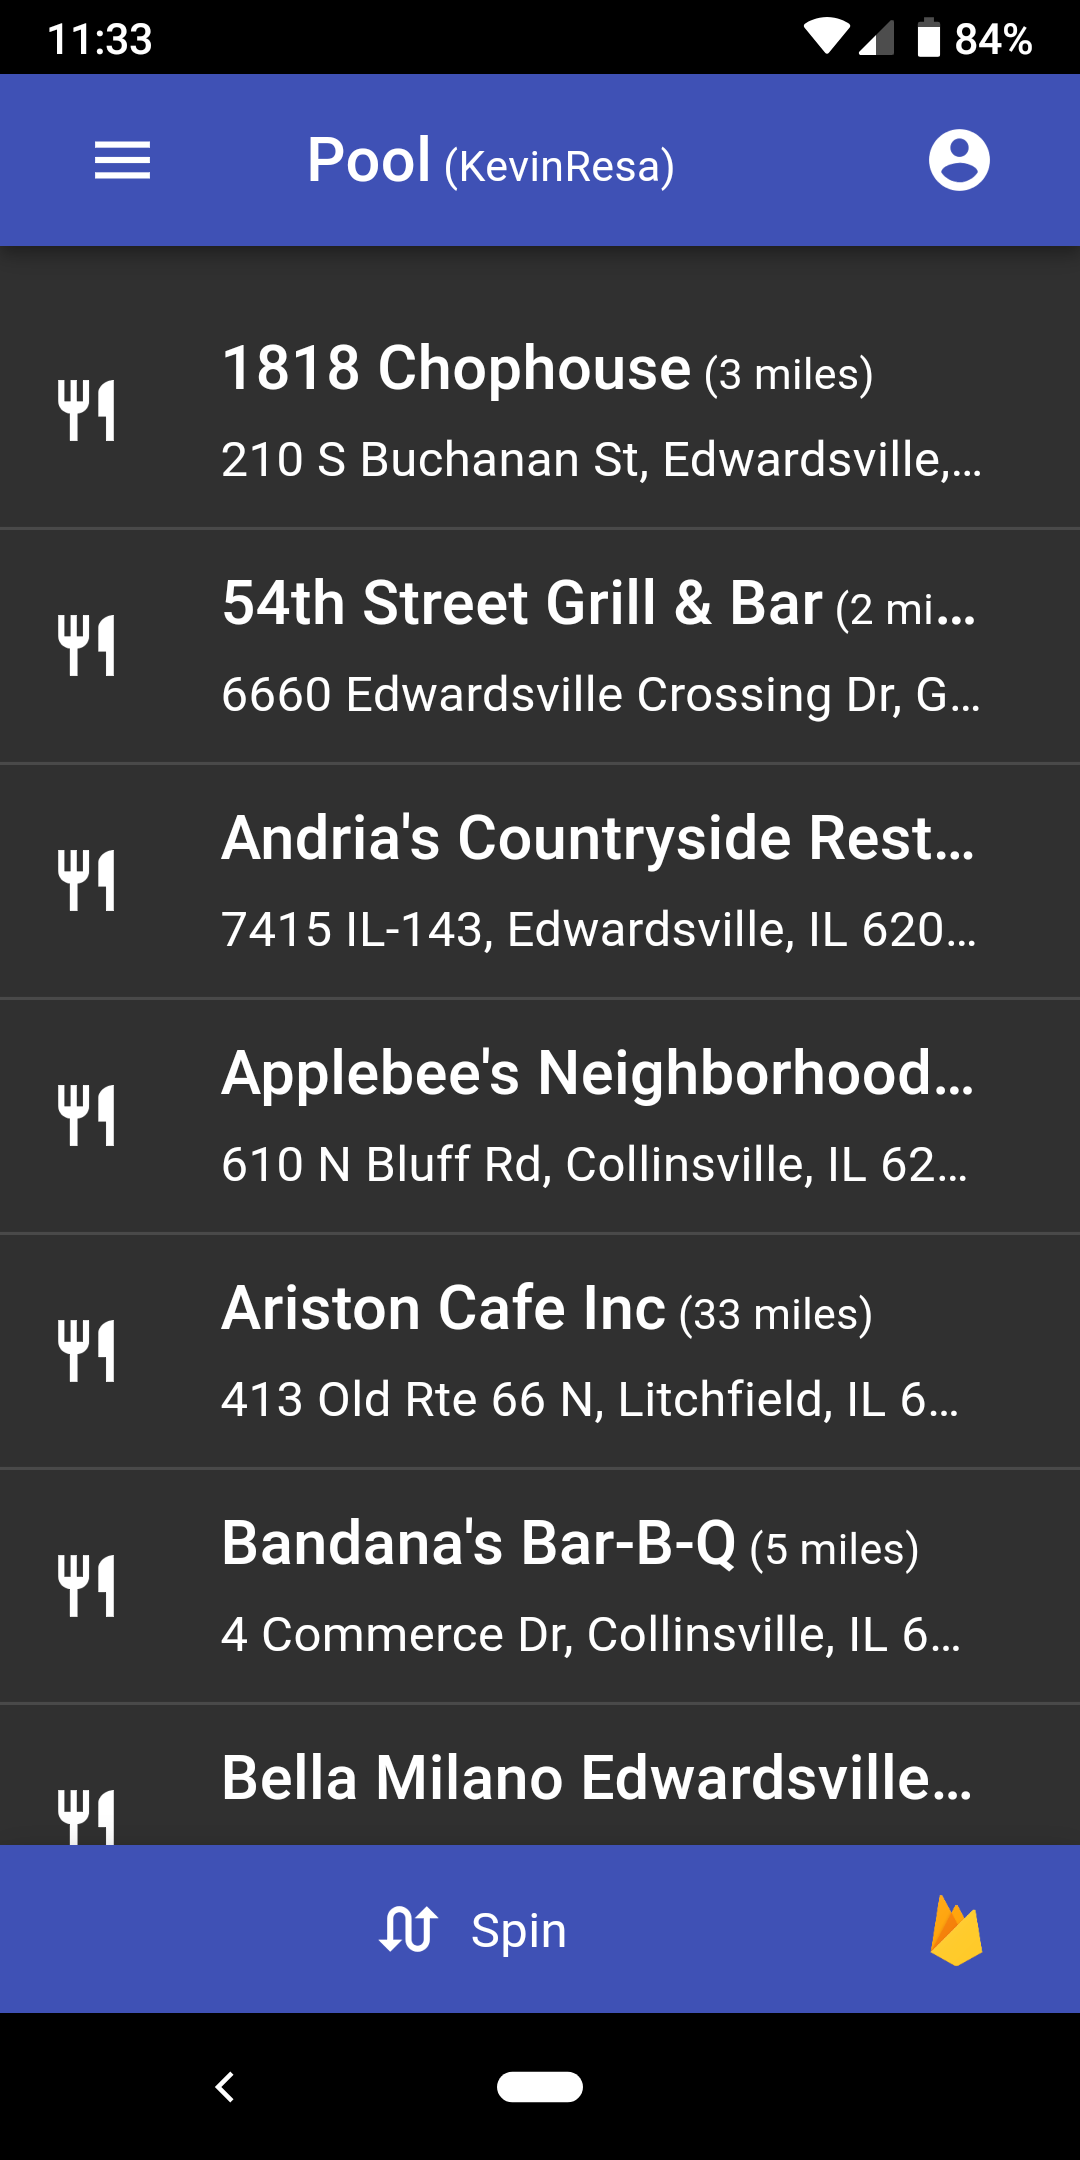 11:33
84%
Pool (KevinResa)
1818 Chophouse (3 miles)
210 S Buchanan St, Edwardsville,...
54th Street Grill & Bar (2 mi...
6660 Edwardsville Crossing Dr, G...
Andria's Countryside Rest...
7415 IL-143, Edwardsville, IL 620...
Applebee's Neighborhood...
610 N Bluff Rd, Collinsville, IL 62...
Ariston Cafe Inc (33 miles)
413 Old Rte 66 N, Litchfield, IL 6...
Bandana's Bar-B-Q (5 miles)
4 Commerce Dr, Collinsville, IL 6...
Bella Milano Edwardsville...
Spin